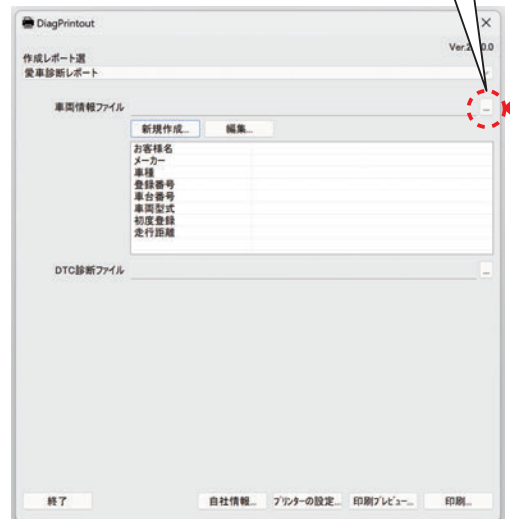 DiagPrintout
作成レポート選
愛車診断レポート
車両情報ファイル
...
新規作成...
編集...
お客様名
メーカー
車種
登録番号
車台番号
車両型式
初度登録
走行距離
DTC診断ファイル
...
終了
自社情報...
プリンターの設定...
印刷プレビュー...
印刷...